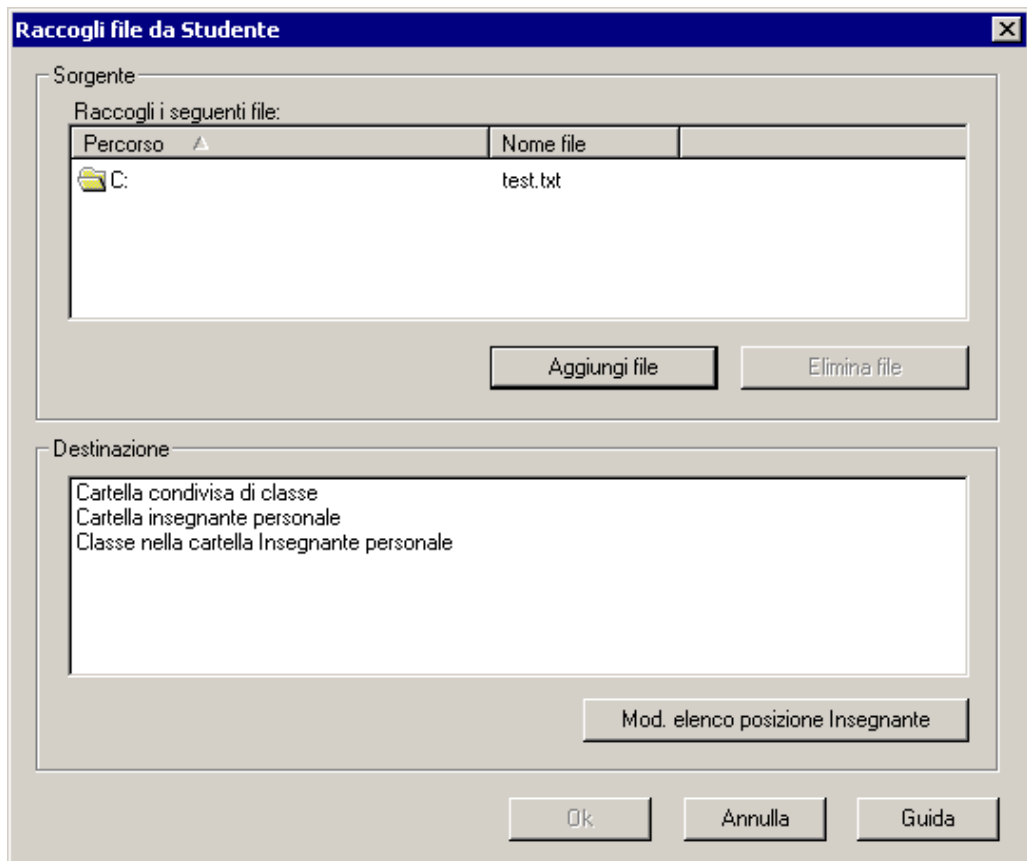 Raccogli file da Studente
Sorgente
Raccogli i seguenti file:
Percorso Nome file
C: test.txt
Aggiungi file Elimina file
Destinazione
Cartella condivisa di classe
Cartella insegnante personale
Classe nella cartella Insegnante personale
Mod. elenco posizione Insegnante
Ok Annulla Guida